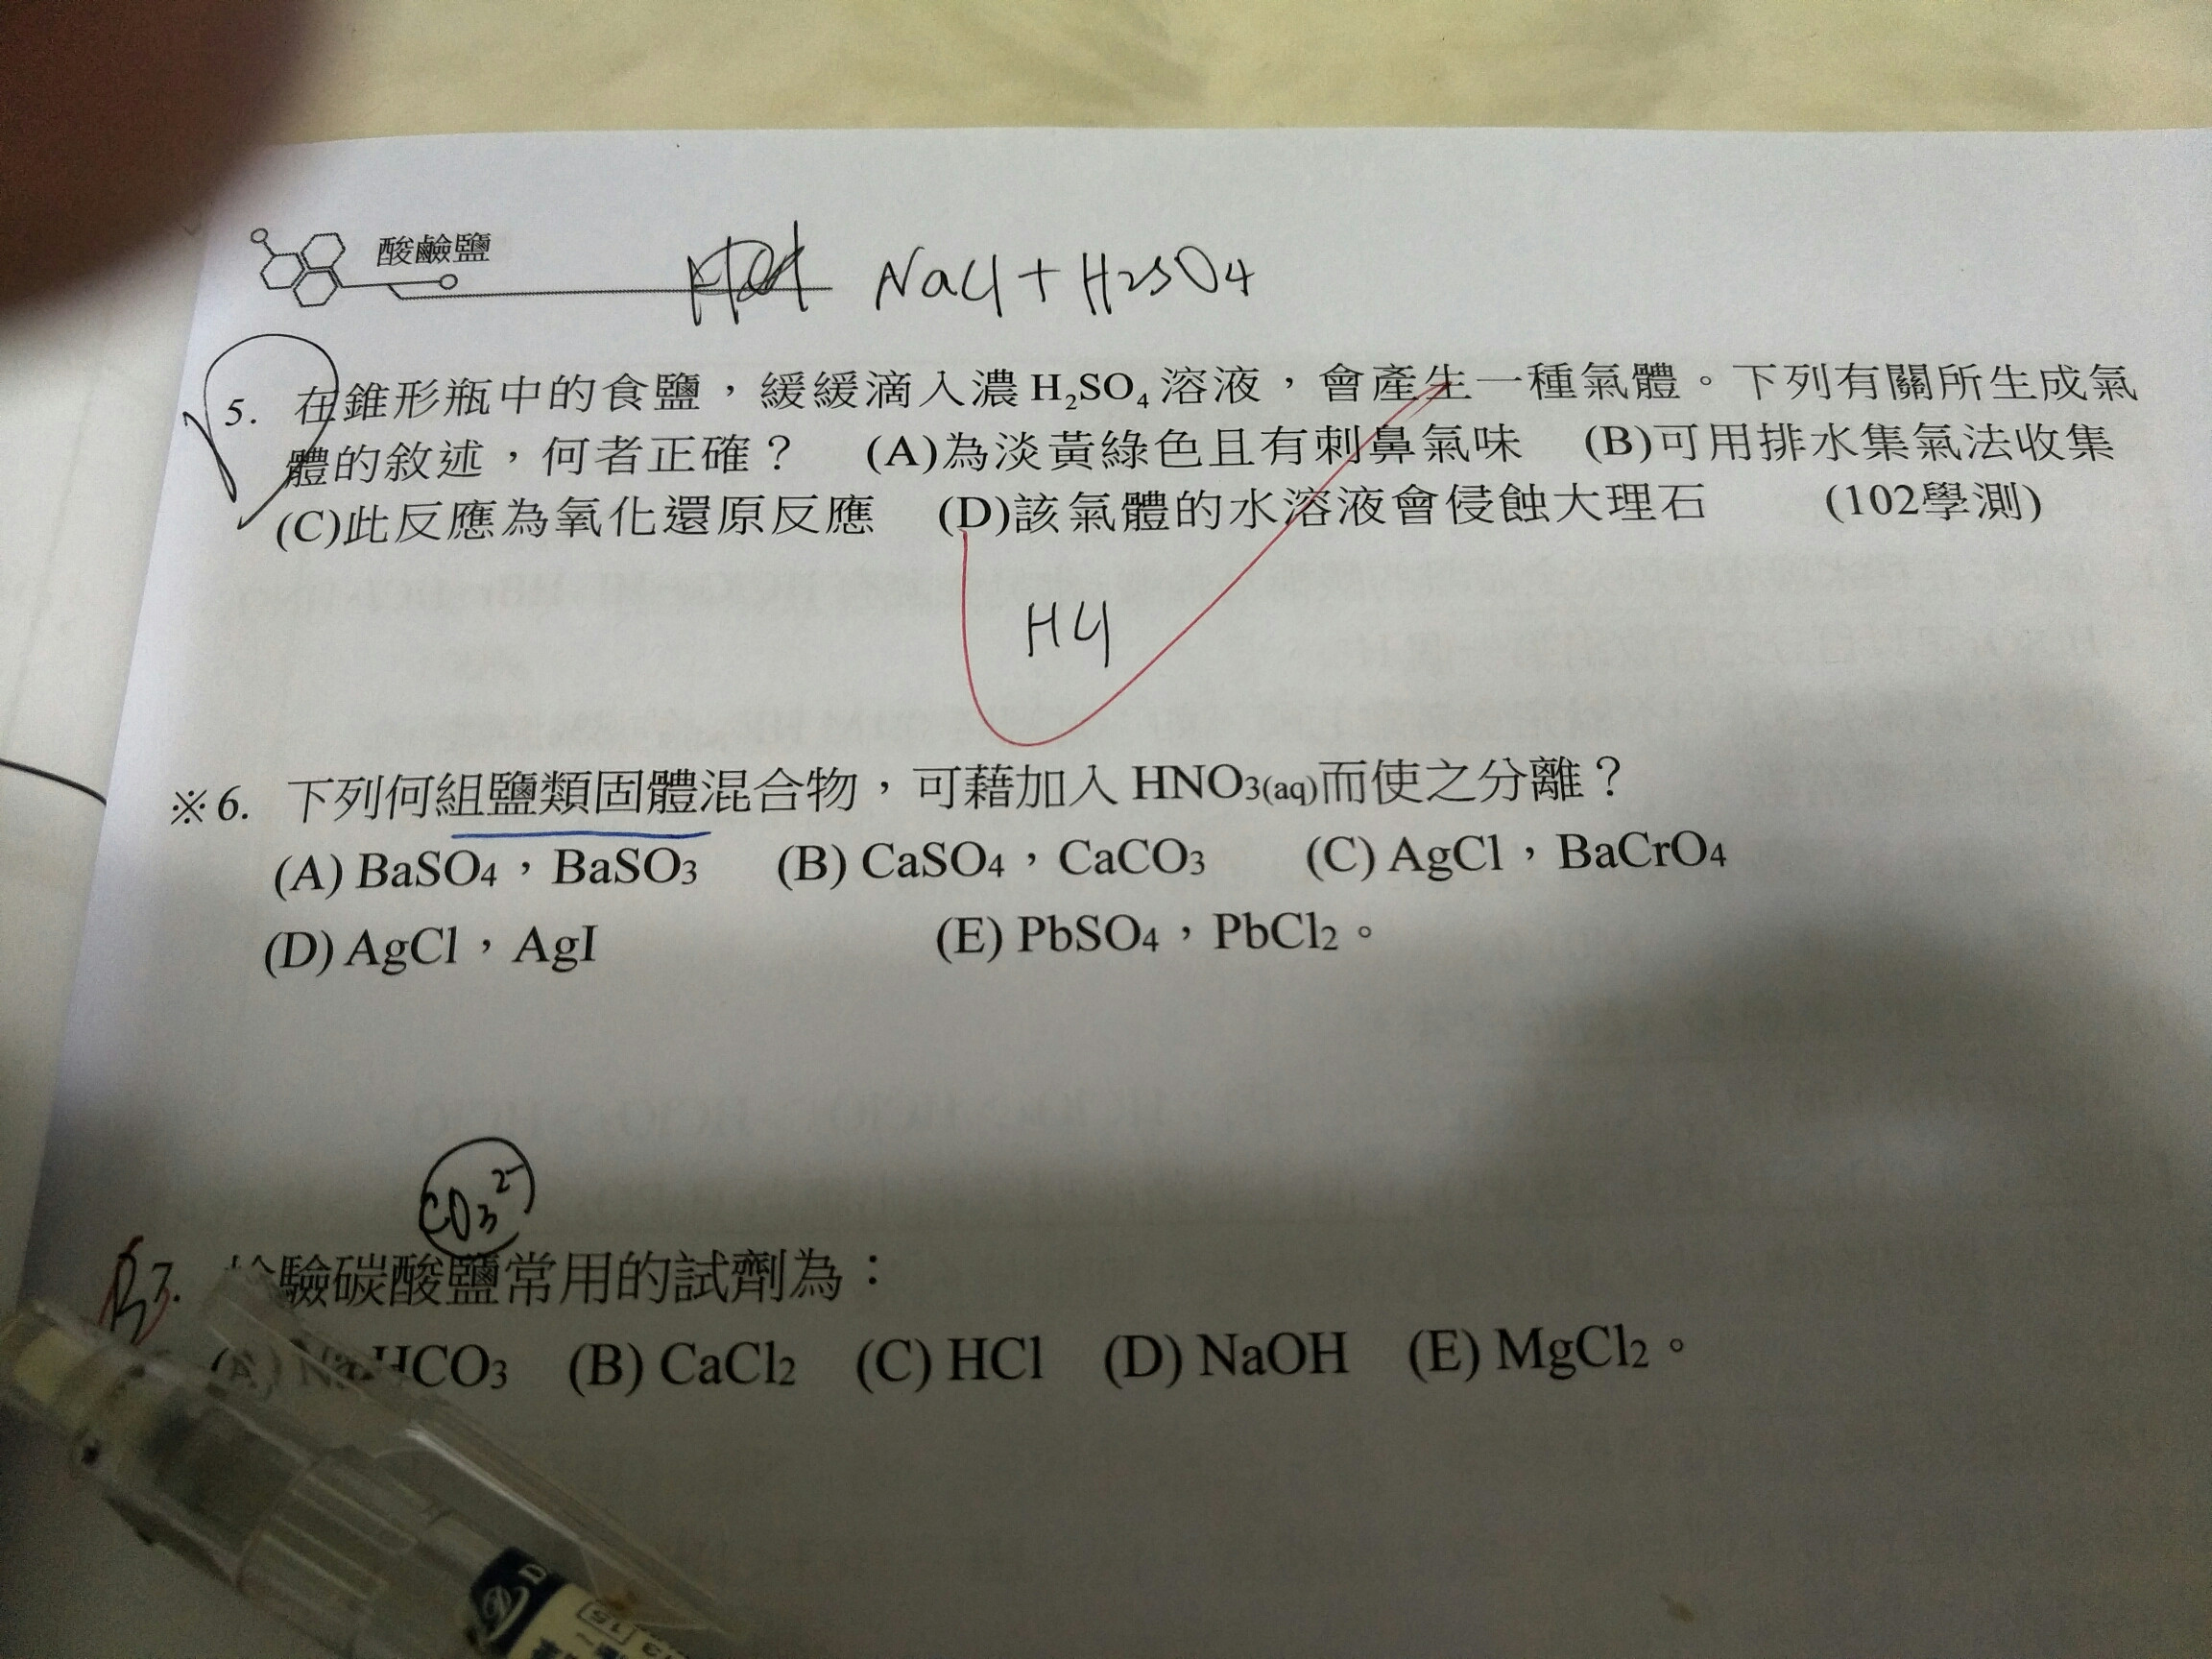 酸鹼鹽
NaCl + H2SO4
5. 在錐形瓶中的食鹽，緩緩滴入濃H₂SO₄溶液，會產生一種氣體。下列有關所生成氣
體的敘述，何者正確？ (A)為淡黃綠色且有刺鼻氣味 (B)可用排水集氣法收集
(C)此反應為氧化還原反應 (D)該氣體的水溶液會侵蝕大理石 (102學測)
HCl
※6. 下列何組鹽類固體混合物，可藉加入 HNO3(aq)而使之分離？
(A) BaSO4，BaSO3 (B) CaSO4，CaCO3 (C) AgCl，BaCrO4
(D) AgCl，AgI (E) PbSO4，PbCl2。
CO3²⁻
驗碳酸鹽常用的試劑為：
(A) NaHCO3 (B) CaCl2 (C) HCl (D) NaOH (E) MgCl2。